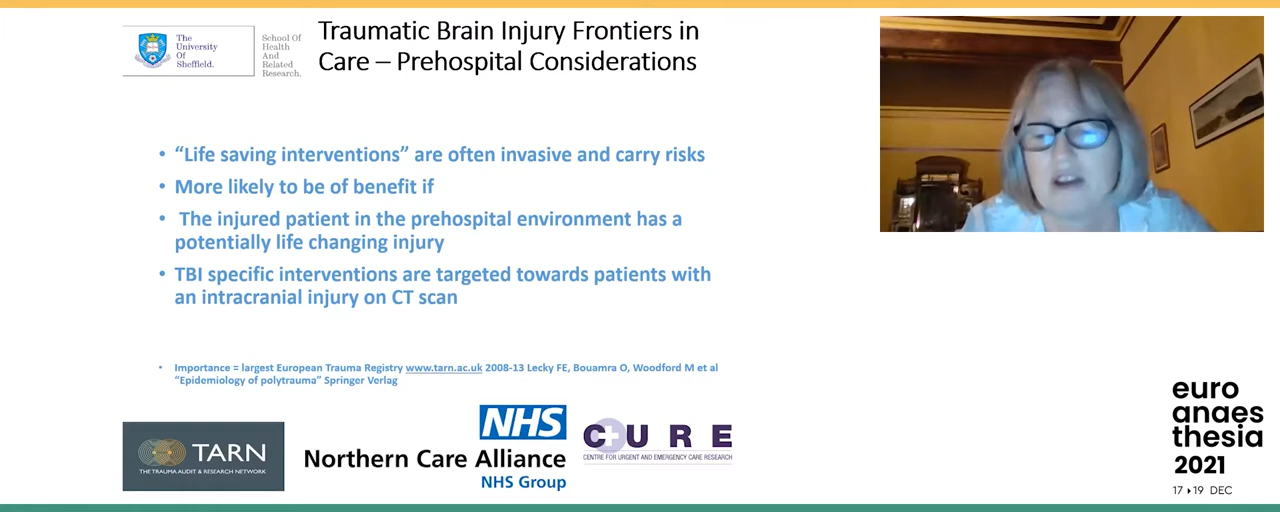 The
University
Of
Sheffield.
School Of
Health
And
Related
Research.
Traumatic Brain Injury Frontiers in
Care – Prehospital Considerations
• “Life saving interventions” are often invasive and carry risks
• More likely to be of benefit if
• The injured patient in the prehospital environment has a
potentially life changing injury
• TBI specific interventions are targeted towards patients with
an intracranial injury on CT scan
• Importance = largest European Trauma Registry www.tarn.ac.uk 2008-13 Lecky FE, Bouamra O, Woodford M et al
“Epidemiology of polytrauma” Springer Verlag
TARN
THE TRAUMA AUDIT & RESEARCH NETWORK
NHS
Northern Care Alliance
NHS Group
CURE
CENTRE FOR URGENT AND EMERGENCY CARE RESEARCH
euro
anaes
thesia
2021
17 ▸ 19 DEC